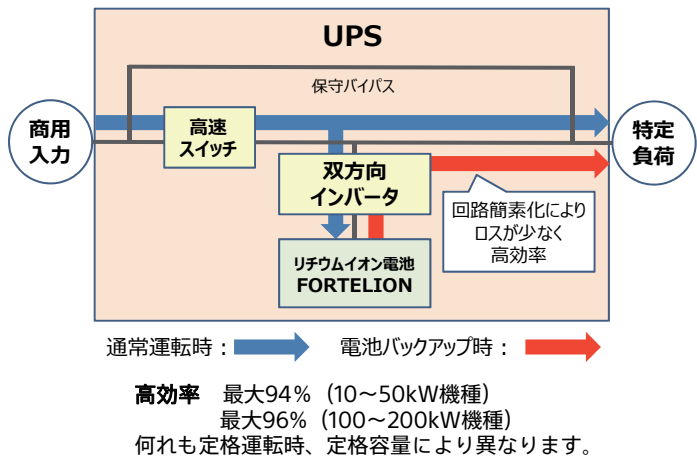 UPS
保守バイパス
商用
入力
高速
スイッチ
特定
負荷
双方向
インバータ
回路簡素化により
ロスが少なく
高効率
リチウムイオン電池
FORTELION
通常運転時： 電池バックアップ時：
高効率 最大94%（10～50kW機種）
最大96%（100～200kW機種）
何れも定格運転時、定格容量により異なります。